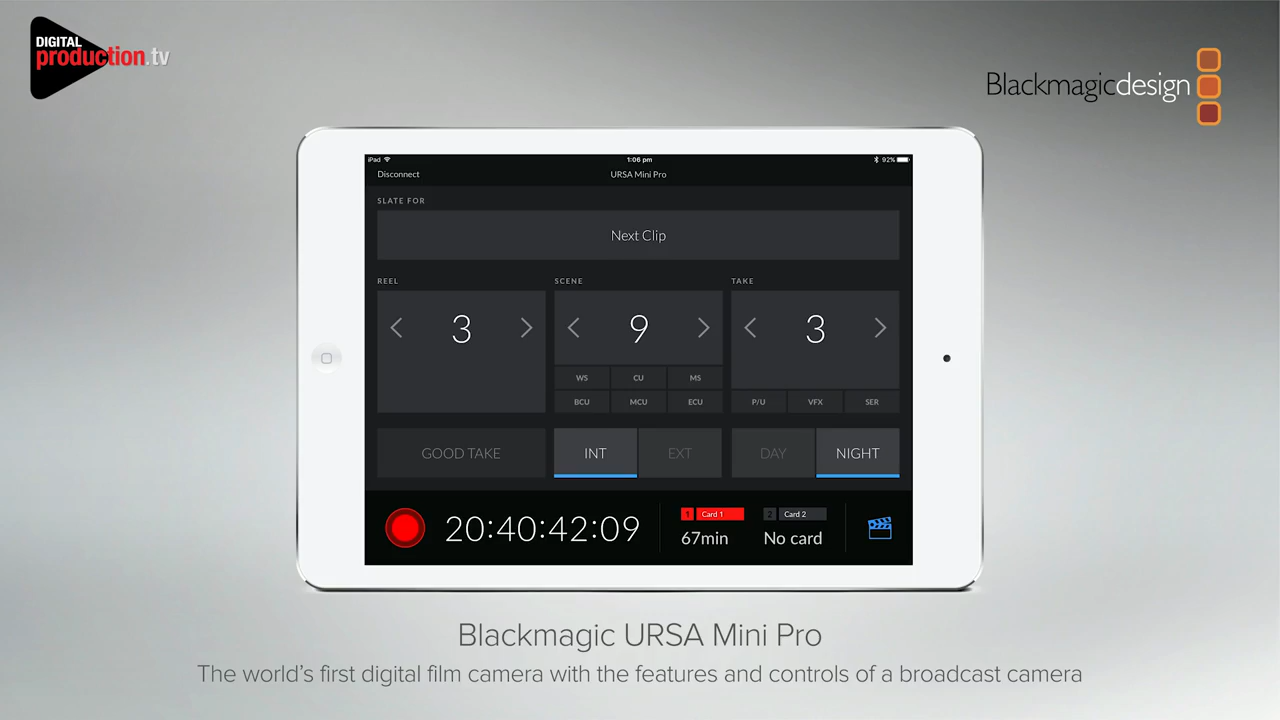 DIGITAL
production.tv
Blackmagicdesign
iPad
1:06 pm
92%
Disconnect
URSA Mini Pro
SLATE FOR
Next Clip
REEL
SCENE
TAKE
3
9
3
WS
CU
MS
BCU
MCU
ECU
P/U
VFX
SER
GOOD TAKE
INT
EXT
DAY
NIGHT
1
Card 1
2
Card 2
20:40:42:09
67min
No card
Blackmagic URSA Mini Pro
The world's first digital film camera with the features and controls of a broadcast camera